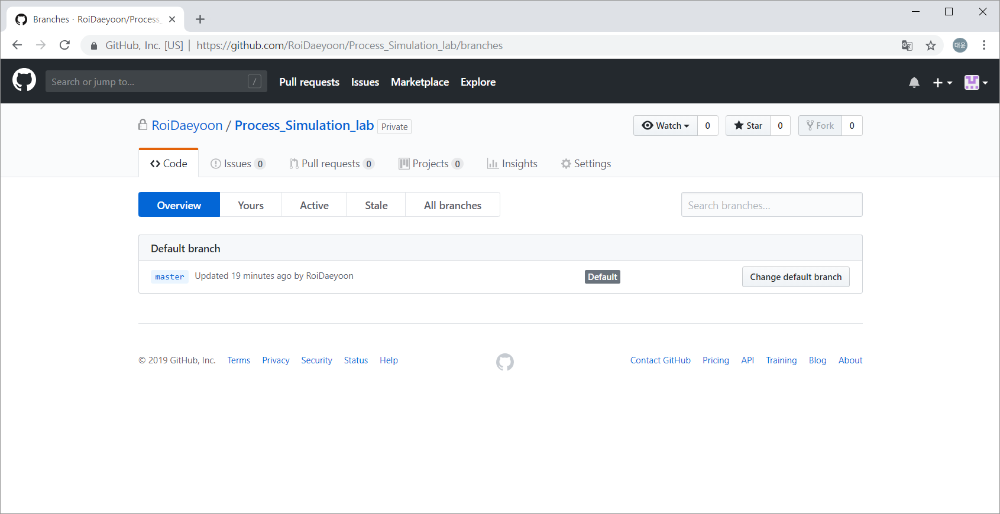 Branches · RoiDaeyoon/Process_
GitHub, Inc. [US] | https://github.com/RoiDaeyoon/Process_Simulation_lab/branches
대윤
Search or jump to... / Pull requests Issues Marketplace Explore
RoiDaeyoon / Process_Simulation_lab Private Watch 0 Star 0 Fork 0
Code Issues 0 Pull requests 0 Projects 0 Insights Settings
Overview Yours Active Stale All branches Search branches...
Default branch
master Updated 19 minutes ago by RoiDaeyoon Default Change default branch
© 2019 GitHub, Inc. Terms Privacy Security Status Help Contact GitHub Pricing API Training Blog About